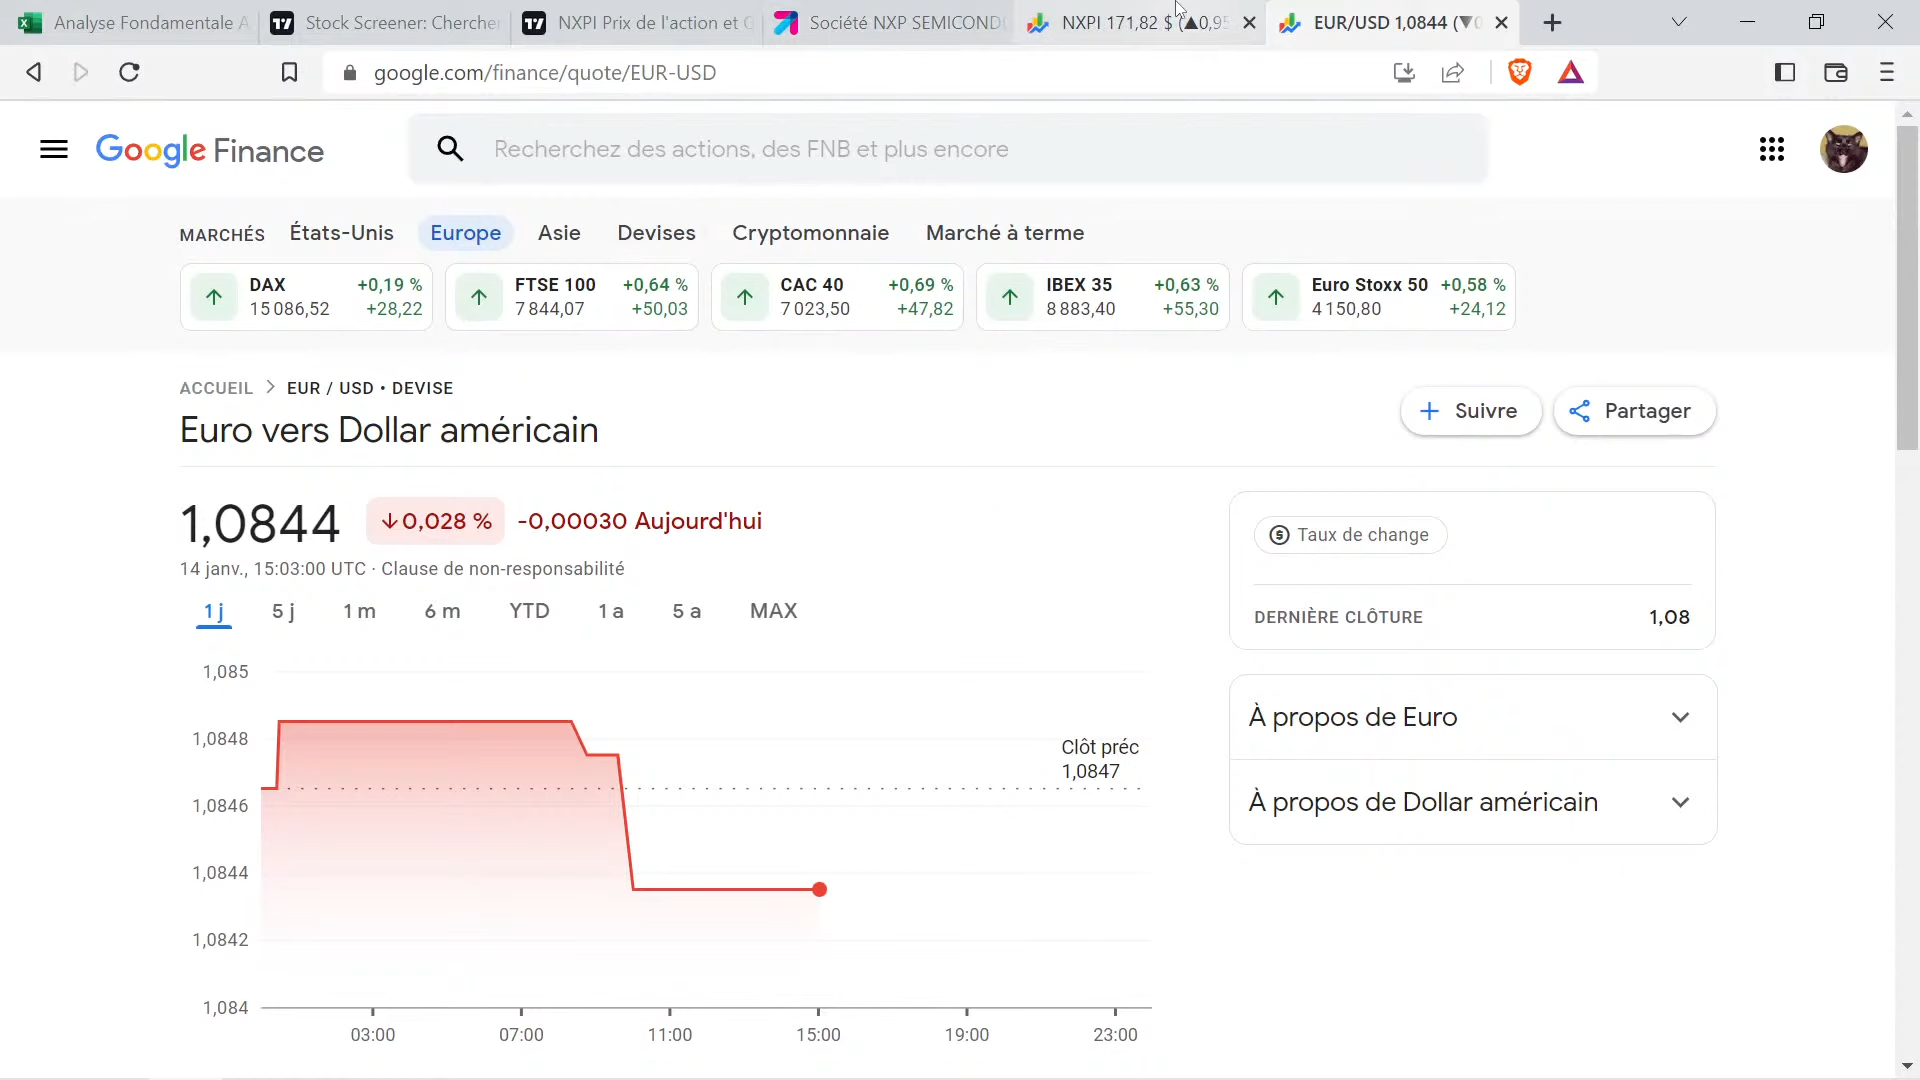 Analyse Fondamentale A
Stock Screener: Chercher
NXPI Prix de l'action et G
Société NXP SEMICONDU
NXPI 171,82 $ (▲0,95
EUR/USD 1,0844 (▼0
google.com/finance/quote/EUR-USD
Google Finance
Recherchez des actions, des FNB et plus encore
MARCHÉS États-Unis Europe Asie Devises Cryptomonnaie Marché à terme
DAX +0,19 %
15 086,52 +28,22
FTSE 100 +0,64 %
7 844,07 +50,03
CAC 40 +0,69 %
7 023,50 +47,82
IBEX 35 +0,63 %
8 883,40 +55,30
Euro Stoxx 50 +0,58 %
4 150,80 +24,12
ACCUEIL > EUR / USD • DEVISE
Euro vers Dollar américain
Suivre
Partager
1,0844 ↓0,028 % -0,00030 Aujourd'hui
14 janv., 15:03:00 UTC · Clause de non-responsabilité
1 j 5 j 1 m 6 m YTD 1 a 5 a MAX
1,085
1,0848
1,0846
1,0844
1,0842
1,084
Clôt préc
1,0847
03:00 07:00 11:00 15:00 19:00 23:00
Taux de change
DERNIÈRE CLÔTURE 1,08
À propos de Euro
À propos de Dollar américain